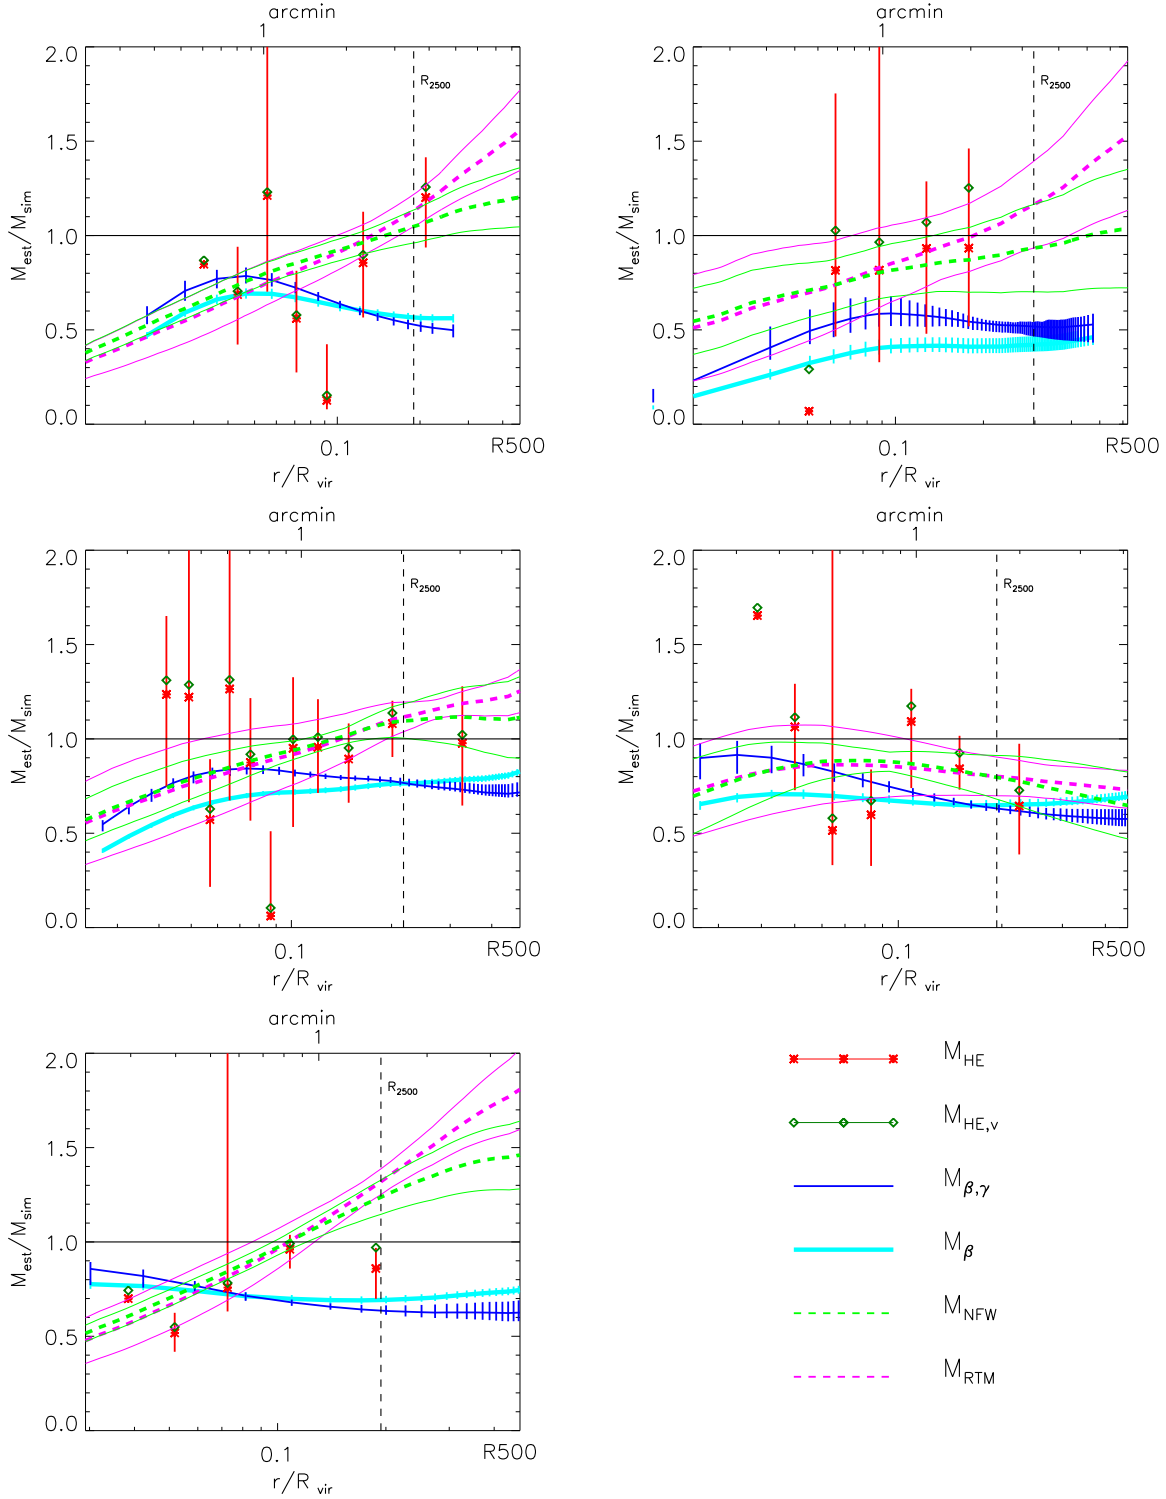 arcmin
1
2.0
1.5
1.0
0.5
0.0
M_est/M_sim
R_2500
0.1
R500
r/R_vir
arcmin
1
2.0
1.5
1.0
0.5
0.0
M_est/M_sim
R_2500
0.1
R500
r/R_vir
arcmin
1
2.0
1.5
1.0
0.5
0.0
M_est/M_sim
R_2500
0.1
R500
r/R_vir
arcmin
1
2.0
1.5
1.0
0.5
0.0
M_est/M_sim
R_2500
0.1
R500
r/R_vir
arcmin
1
2.0
1.5
1.0
0.5
0.0
M_est/M_sim
R_2500
0.1
R500
r/R_vir
M_HE
M_HE,v
M_β,γ
M_β
M_NFW
M_RTM